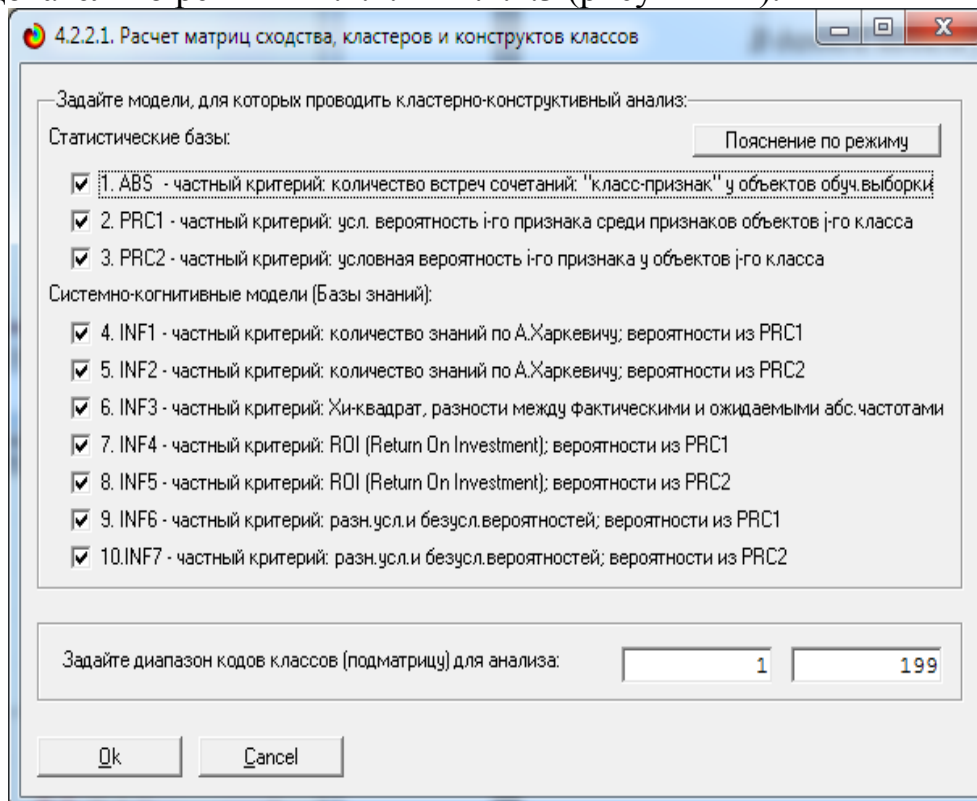 4.2.2.1. Расчет матриц сходства, кластеров и конструктов классов
Задайте модели, для которых проводить кластерно-конструктивный анализ:
Статистические базы:
Пояснение по режиму
1. ABS - частный критерий: количество встреч сочетаний: "класс-признак" у объектов обуч.выборки
2. PRC1 - частный критерий: усл. вероятность i-го признака среди признаков объектов j-го класса
3. PRC2 - частный критерий: условная вероятность i-го признака у объектов j-го класса
Системно-когнитивные модели (Базы знаний):
4. INF1 - частный критерий: количество знаний по А.Харкевичу; вероятности из PRC1
5. INF2 - частный критерий: количество знаний по А.Харкевичу; вероятности из PRC2
6. INF3 - частный критерий: Хи-квадрат, разности между фактическими и ожидаемыми абс.частотами
7. INF4 - частный критерий: ROI (Return On Investment); вероятности из PRC1
8. INF5 - частный критерий: ROI (Return On Investment); вероятности из PRC2
9. INF6 - частный критерий: разн.усл.и безусл.вероятностей; вероятности из PRC1
10.INF7 - частный критерий: разн.усл.и безусл.вероятностей; вероятности из PRC2
Задайте диапазон кодов классов (подматрицу) для анализа: 1 199
Ok Cancel